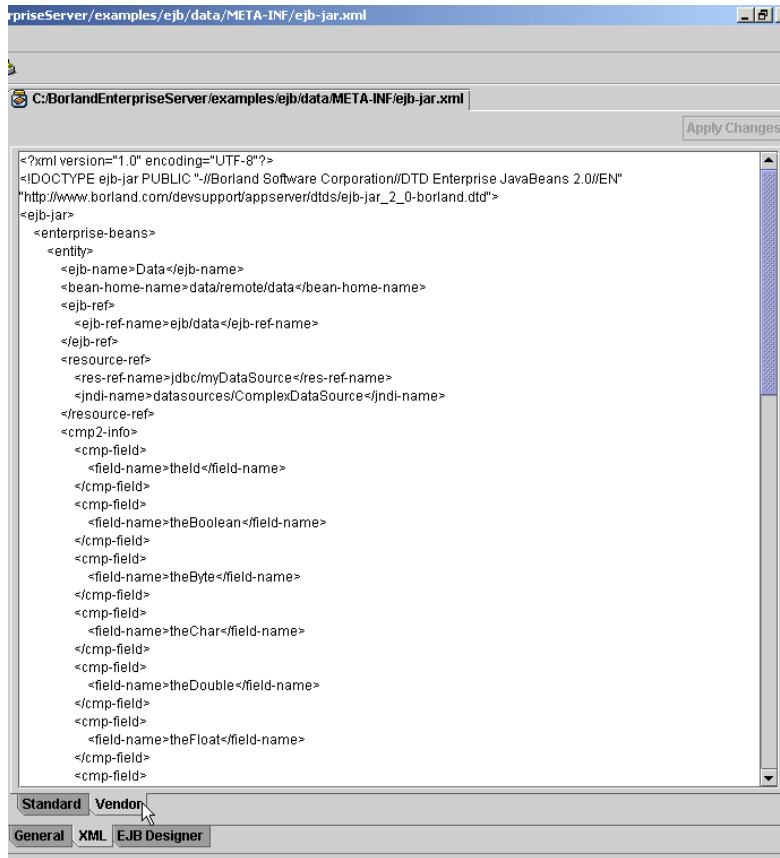 rpriseServer/examples/ejb/data/META-INF/ejb-jar.xml
C:/BorlandEnterpriseServer/examples/ejb/data/META-INF/ejb-jar.xml
Apply Changes
<?xml version="1.0" encoding="UTF-8"?>
<!DOCTYPE ejb-jar PUBLIC "-//Borland Software Corporation//DTD Enterprise JavaBeans 2.0//EN"
"http://www.borland.com/devsupport/appserver/dtds/ejb-jar_2_0-borland.dtd">
<ejb-jar>
<enterprise-beans>
<entity>
<ejb-name>Data</ejb-name>
<bean-home-name>data/remote/data</bean-home-name>
<ejb-ref>
<ejb-ref-name>ejb/data</ejb-ref-name>
</ejb-ref>
<resource-ref>
<res-ref-name>jdbc/myDataSource</res-ref-name>
<jndi-name>datasources/ComplexDataSource</jndi-name>
</resource-ref>
<cmp2-info>
<cmp-field>
<field-name>theId</field-name>
</cmp-field>
<cmp-field>
<field-name>theBoolean</field-name>
</cmp-field>
<cmp-field>
<field-name>theByte</field-name>
</cmp-field>
<cmp-field>
<field-name>theChar</field-name>
</cmp-field>
<cmp-field>
<field-name>theDouble</field-name>
</cmp-field>
<cmp-field>
<field-name>theFloat</field-name>
</cmp-field>
<cmp-field>
Standard Vendor
General XML EJB Designer